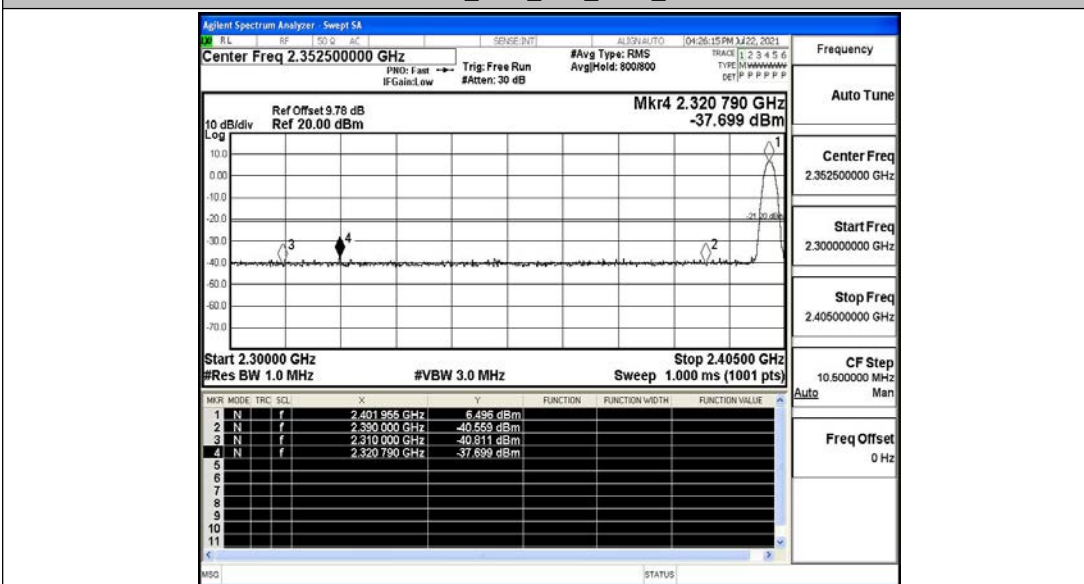 Agilent Spectrum Analyzer - Swept SA
RL RF 50 Ω AC SENSE:INT ALIGN AUTO 04:26:15 PM Jul 22, 2021
Center Freq 2.352500000 GHz
PNO: Fast
IFGain:Low
Trig: Free Run
#Atten: 30 dB
#Avg Type: RMS
Avg|Hold: 800/800
TRACE 1 2 3 4 5 6
TYPE M
DET P P P P P P
Frequency
Auto Tune
Center Freq
2.352500000 GHz
Start Freq
2.300000000 GHz
Stop Freq
2.405000000 GHz
CF Step
10.500000 MHz
Auto Man
Freq Offset
0 Hz
Mkr4 2.320 790 GHz
-37.699 dBm
Ref Offset 9.78 dB
10 dB/div Ref 20.00 dBm
Log
10.0
0.00
-10.0
-20.0
-30.0
-40.0
-50.0
-60.0
-70.0
1
2
3
4
-21.20 dBm
Start 2.30000 GHz Stop 2.40500 GHz
#Res BW 1.0 MHz #VBW 3.0 MHz Sweep 1.000 ms (1001 pts)
MKR MODE TRC SCL X Y FUNCTION FUNCTION WIDTH FUNCTION VALUE
1 N f 2.401 955 GHz 6.496 dBm
2 N f 2.390 000 GHz -40.559 dBm
3 N f 2.310 000 GHz -40.811 dBm
4 N f 2.320 790 GHz -37.699 dBm
5
6
7
8
9
10
11
MSG STATUS